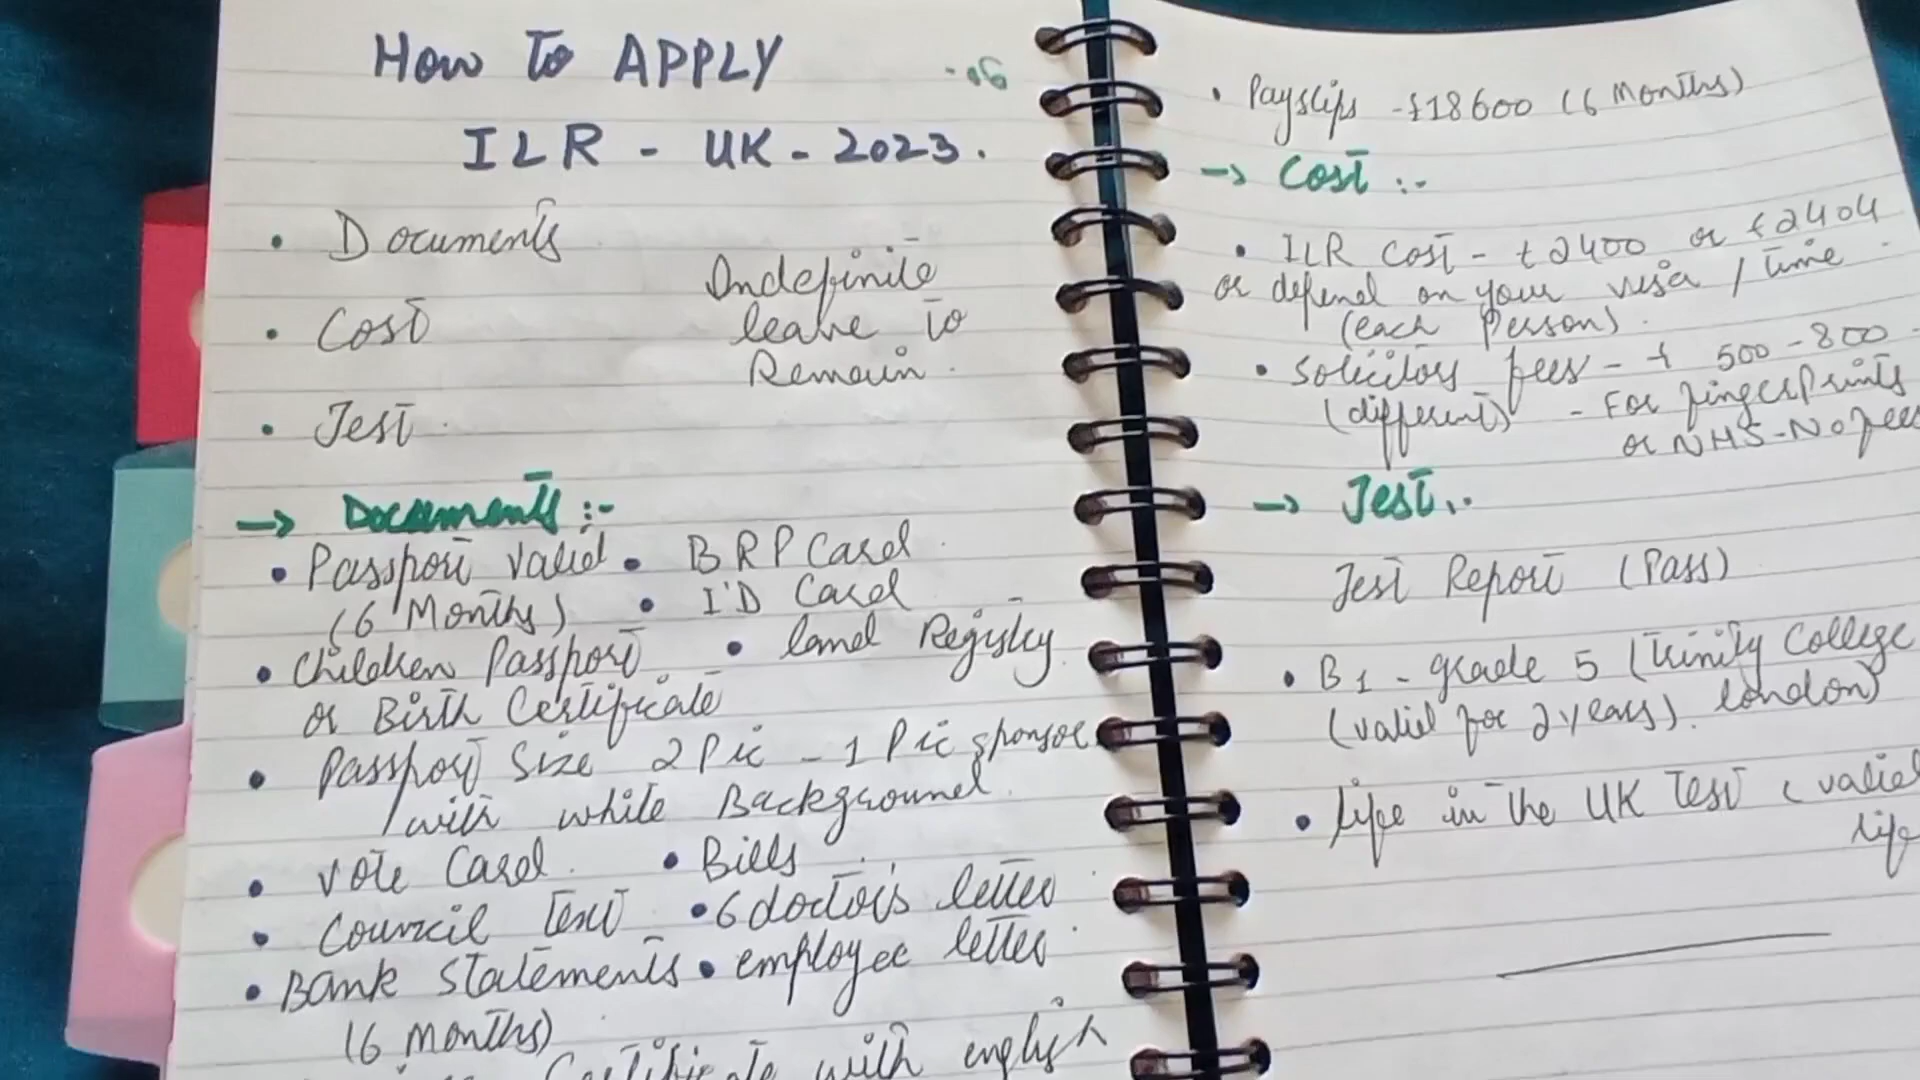 How To APPLY
ILR - UK - 2023.
• Documents
Indefinite
• Cost
leave to
Remain.
• Test.
→ Documents :-
• Passport valid • BRP Card
(6 Months) • I'D Card
• Children Passport • land Registry
or Birth Certificate
• Passport Size 2 Pic - 1 Pic sponsor
with white Background.
• Vote Card. • Bills
• Council Text • 6 doctor's letter
• Bank Statements • employee letter
(6 Months)
Certificate with english
• Payslips - £18600 (6 Months)
→ Cost :-
• ILR Cost - £2400 or £2404
or depend on your visa / time
(each Person).
• Solicitors fees - £ 500 - 800
(different) - For fingerprints
or NHS - No fees
→ Test :-
Test Report (Pass)
• B1 - grade 5 (Trinity College
(valid for 2 years). london)
• life in the UK Test (valid